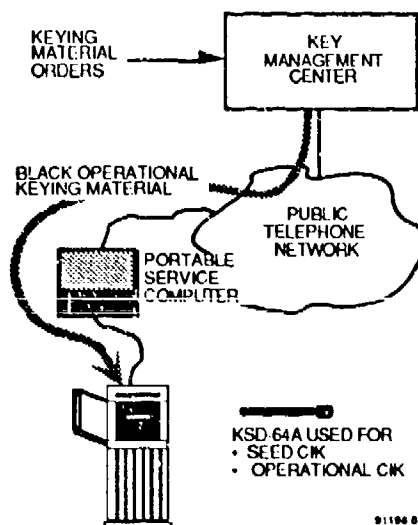 KEYING
MATERIAL
ORDERS
KEY
MANAGEMENT
CENTER
BLACK OPERATIONAL
KEYING MATERIAL
PUBLIC
TELEPHONE
NETWORK
PORTABLE
SERVICE
COMPUTER
KSD-64A USED FOR
• SEED CIK
• OPERATIONAL CIK